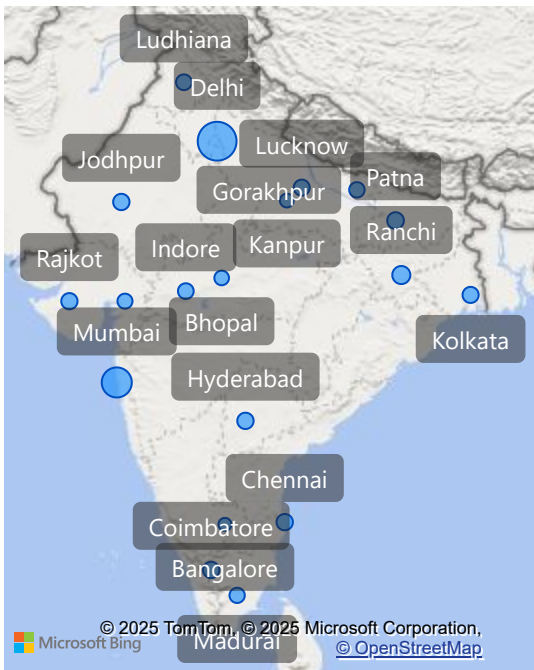 Ludhiana
Delhi
Lucknow
Jodhpur
Patna
Gorakhpur
Ranchi
Kanpur
Indore
Rajkot
Bhopal
Mumbai
Kolkata
Hyderabad
Chennai
Coimbatore
Bangalore
© 2025 TomTom, © 2025 Microsoft Corporation,
Microsoft Bing
Madurai
© OpenStreetMap